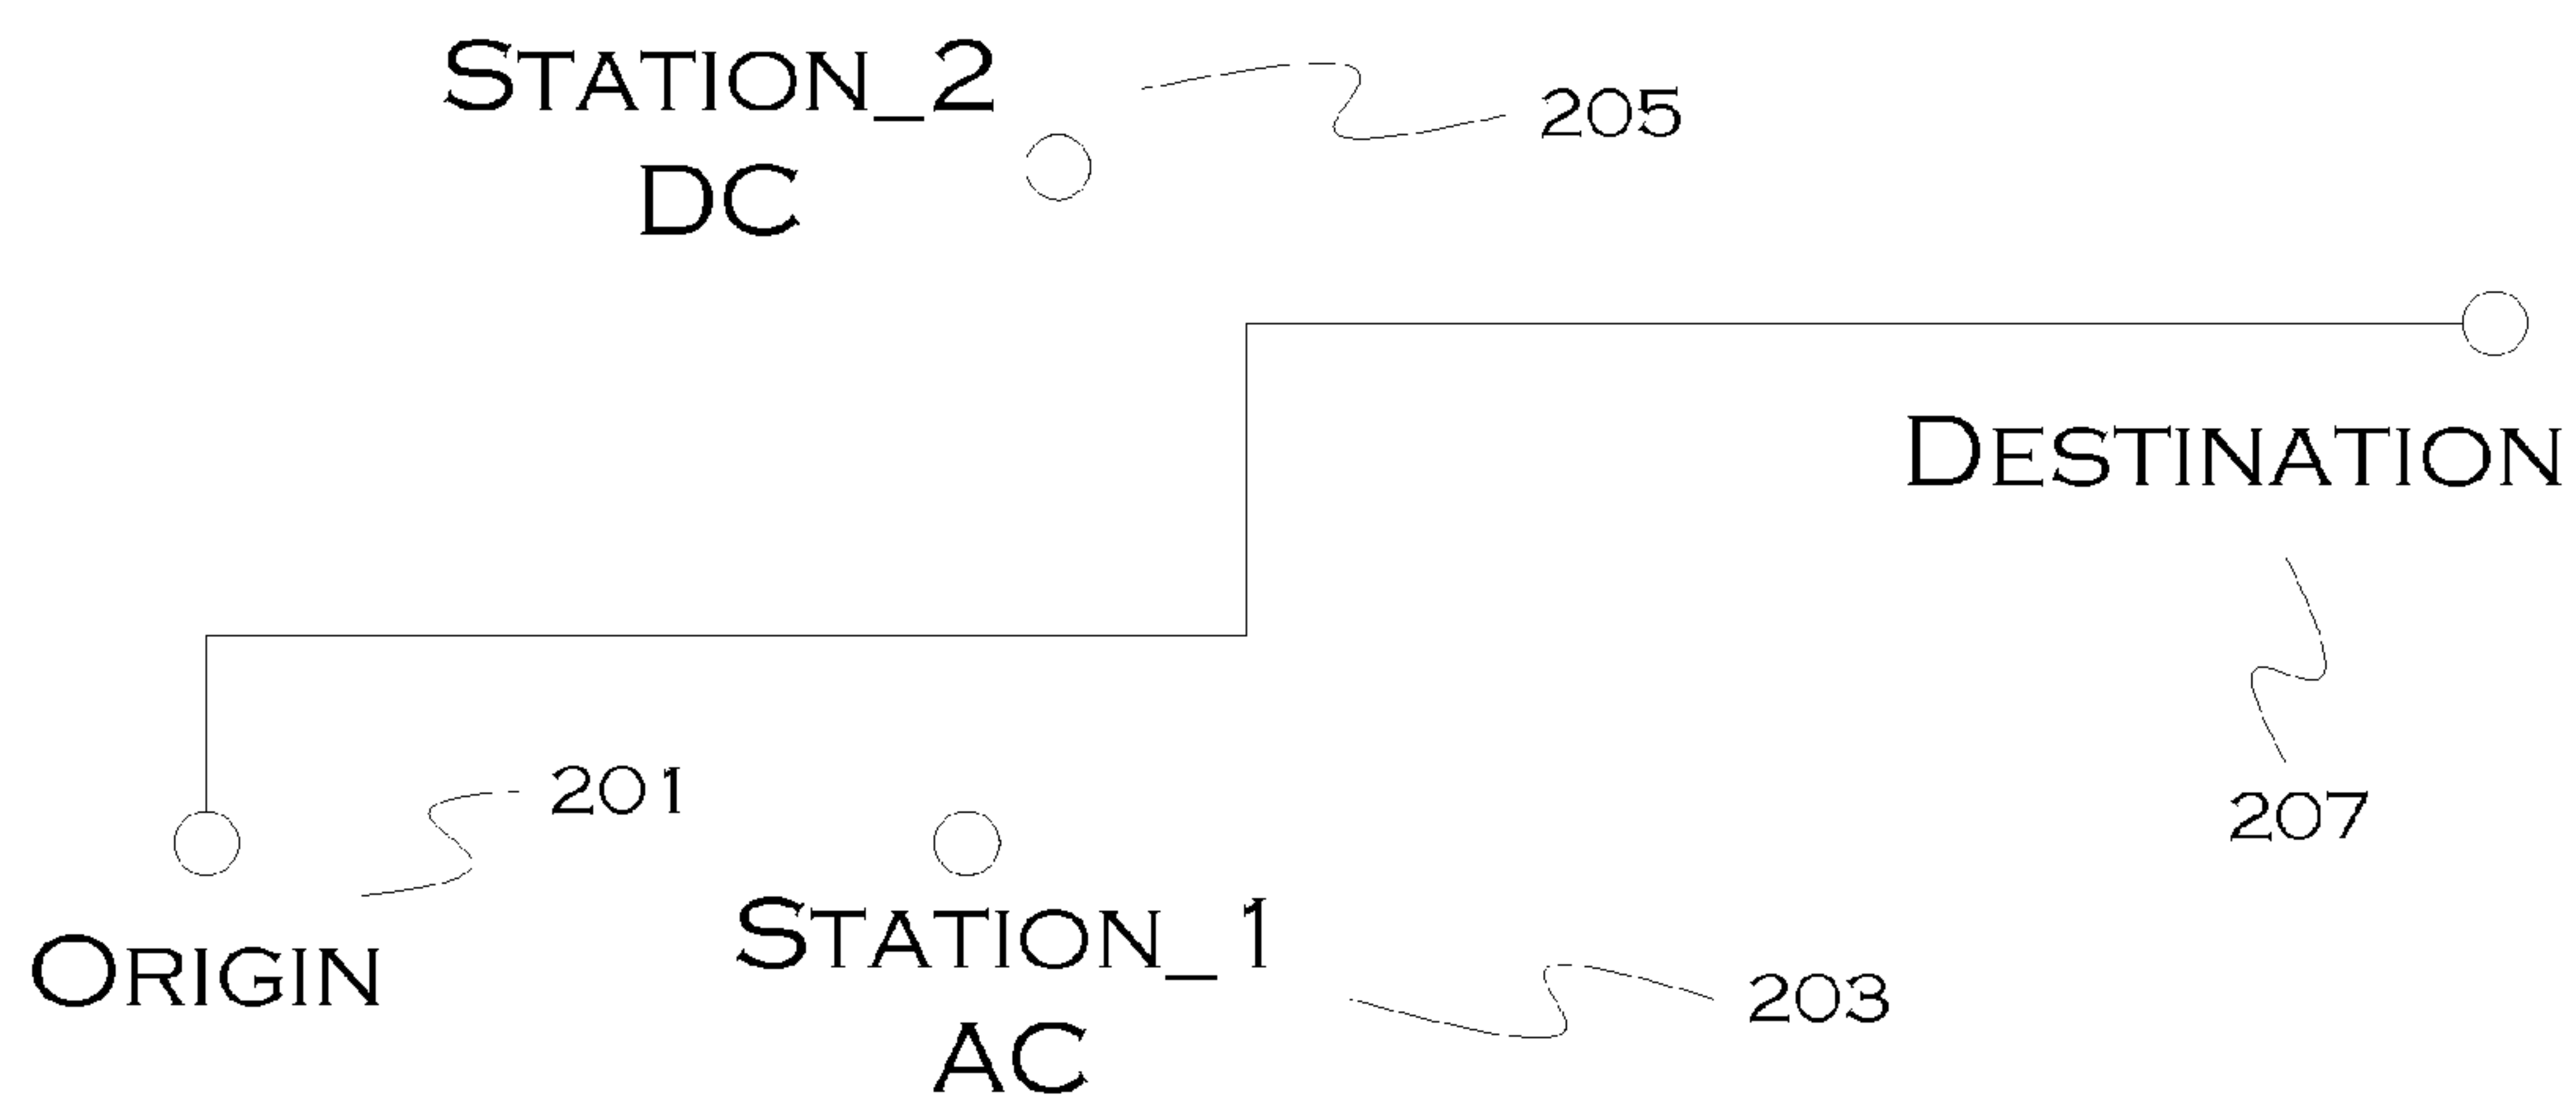 STATION_2
DC
205
DESTINATION
201
207
ORIGIN
STATION_1
AC
203